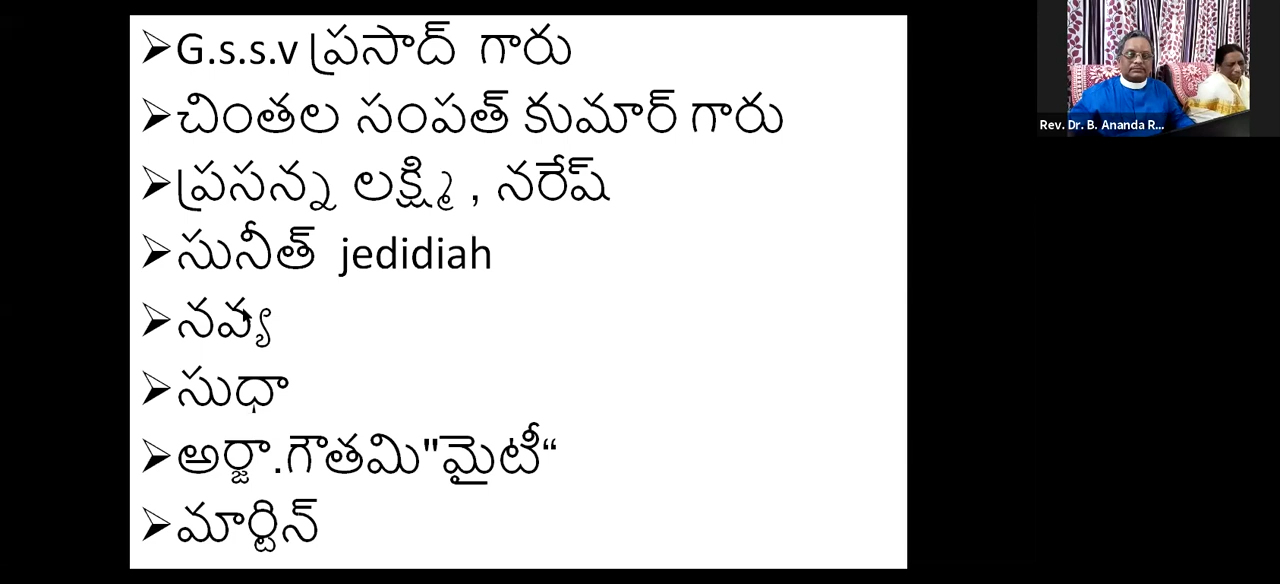 ➢G.s.s.v ప్రసాద్ గారు
➢చింతల సంపత్ కుమార్ గారు
➢ప్రసన్న లక్ష్మి , నరేష్
➢సునీత్ jedidiah
➢నవ్య
➢సుధా
➢అర్జా.గౌతమి"మైటీ“
➢మార్టిన్
Rev. Dr. B. Ananda R...